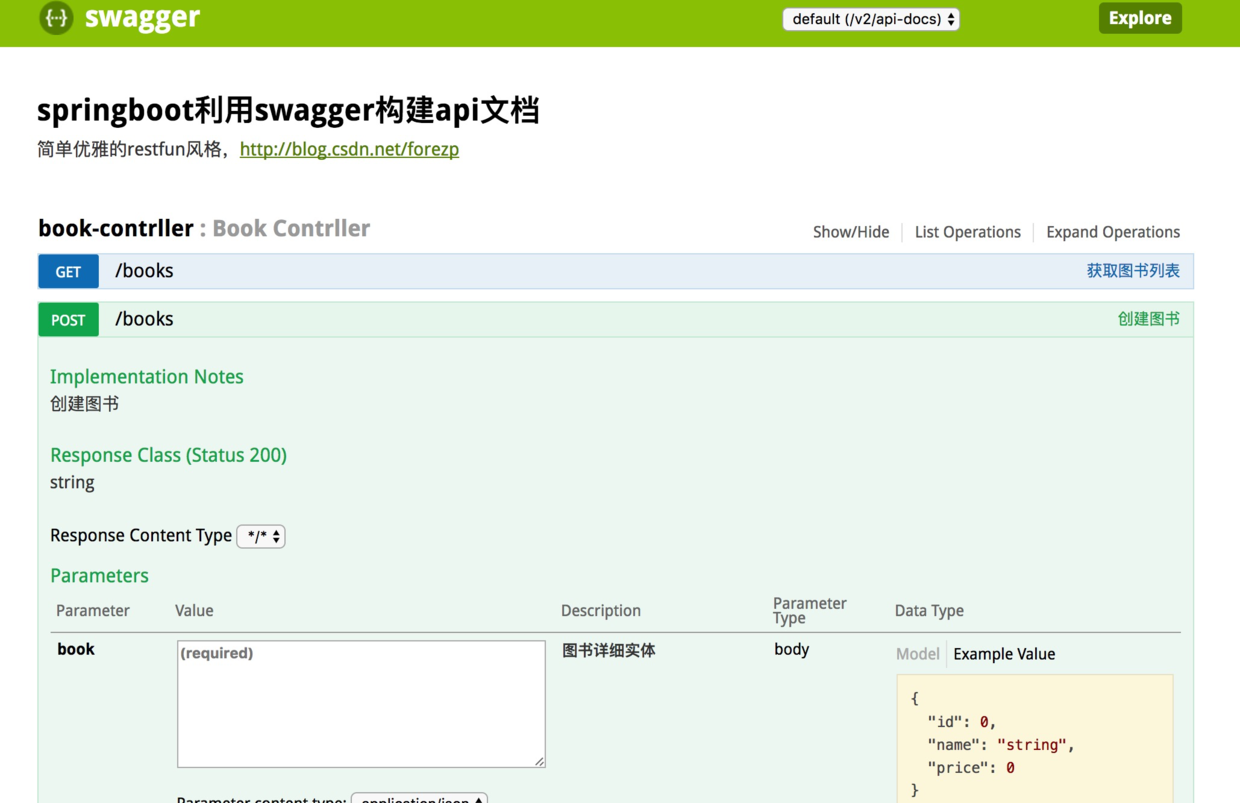 {···} swagger default (/v2/api-docs) Explore
springboot利用swagger构建api文档
简单优雅的restfun风格，http://blog.csdn.net/forezp
book-contrller : Book Contrller Show/Hide List Operations Expand Operations
GET /books 获取图书列表
POST /books 创建图书
Implementation Notes
创建图书
Response Class (Status 200)
string
Response Content Type */*
Parameters
Parameter Value Description Parameter Type Data Type
book (required) 图书详细实体 body Model Example Value
{
"id": 0,
"name": "string",
"price": 0
}
Parameter content type: application/json